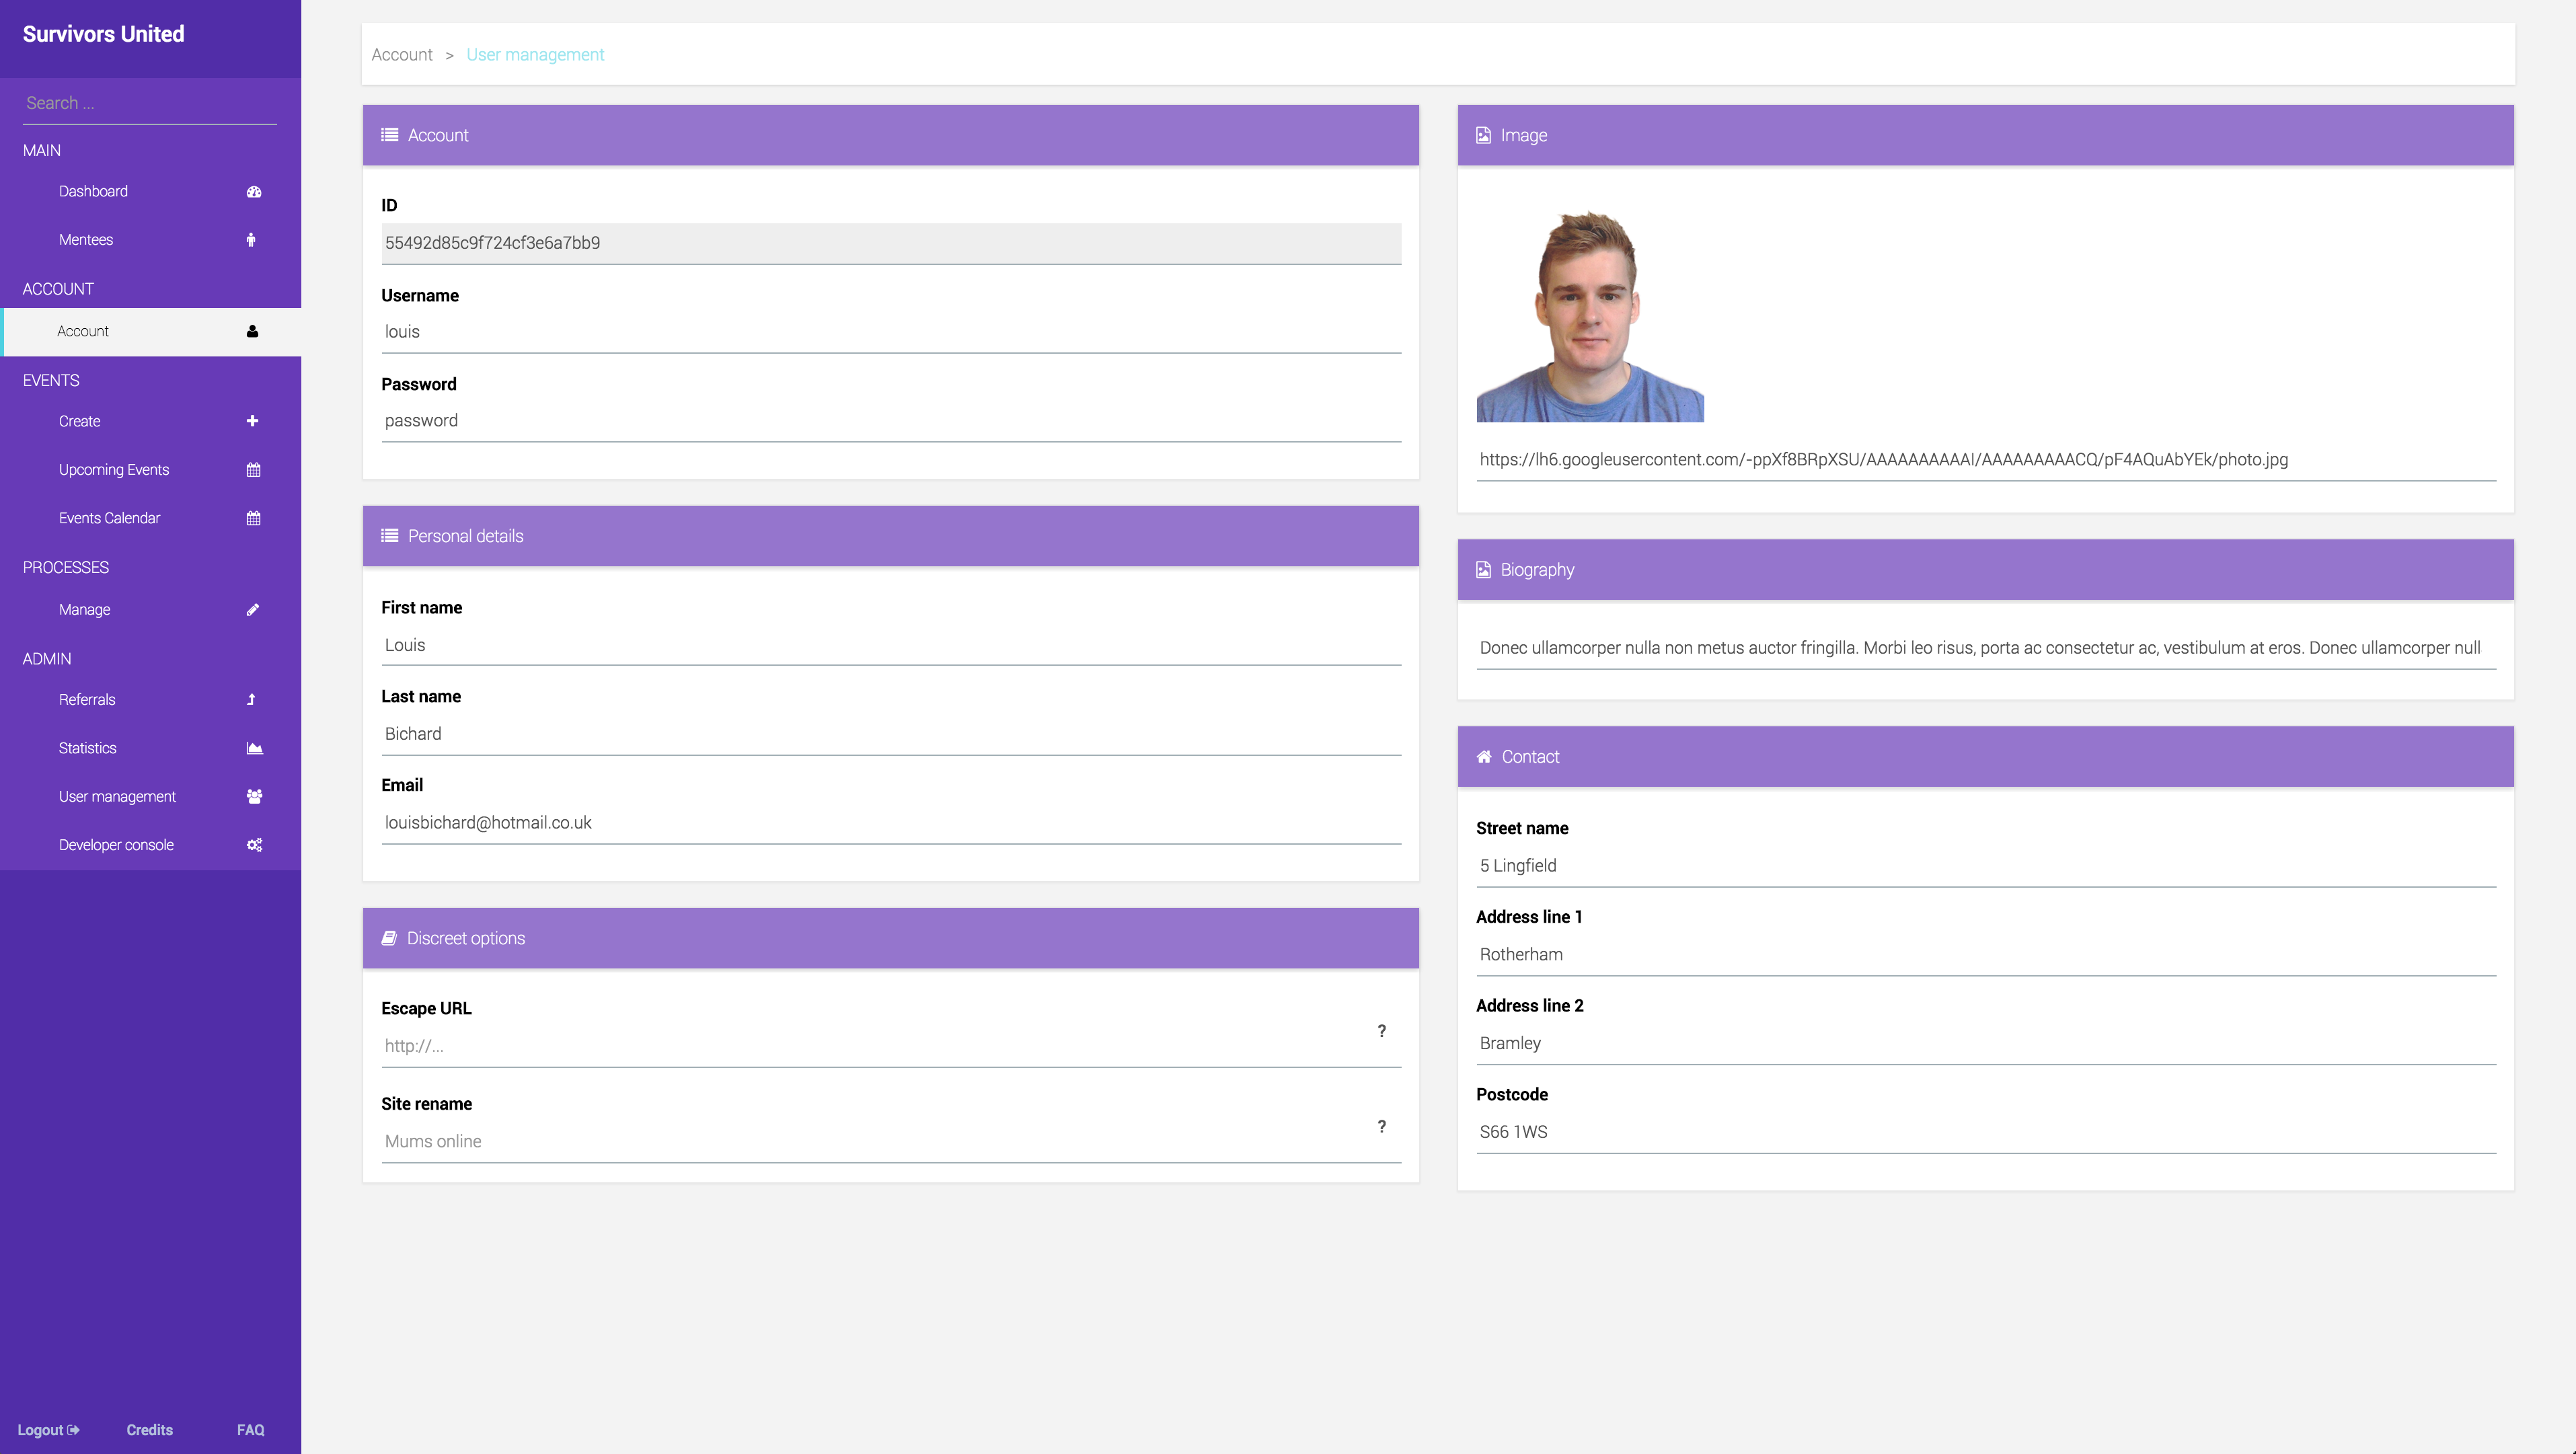 Survivors United
Search ...
MAIN
Dashboard
Mentees
ACCOUNT
Account
EVENTS
Create
Upcoming Events
Events Calendar
PROCESSES
Manage
ADMIN
Referrals
Statistics
User management
Developer console
Logout
Credits
FAQ
Account > User management
Account
ID
55492d85c9f724cf3e6a7bb9
Username
louis
Password
password
Personal details
First name
Louis
Last name
Bichard
Email
louisbichard@hotmail.co.uk
Discreet options
Escape URL
http://...
?
Site rename
Mums online
?
Image
https://lh6.googleusercontent.com/-ppXf8BRpXSU/AAAAAAAAAAI/AAAAAAAAACQ/pF4AQuAbYEk/photo.jpg
Biography
Donec ullamcorper nulla non metus auctor fringilla. Morbi leo risus, porta ac consectetur ac, vestibulum at eros. Donec ullamcorper null
Contact
Street name
5 Lingfield
Address line 1
Rotherham
Address line 2
Bramley
Postcode
S66 1WS